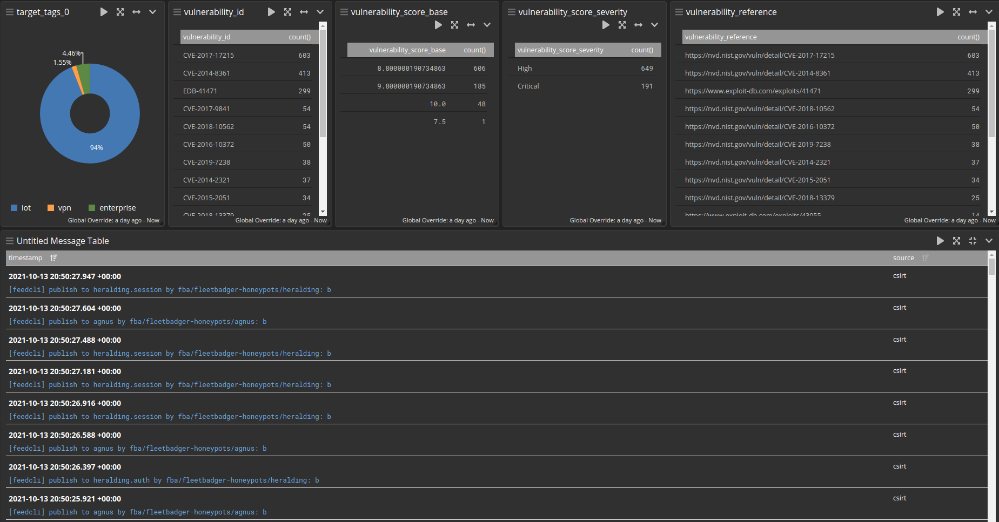 target_tags_0
4.46%
1.55%
94%
iot vpn enterprise
Global Override: a day ago - Now
vulnerability_id
vulnerability_id count()
CVE-2017-17215 603
CVE-2014-8361 413
EDB-41471 299
CVE-2017-9841 54
CVE-2018-10562 54
CVE-2016-10372 50
CVE-2019-7238 38
CVE-2014-2321 37
CVE-2015-2051 34
CVE-2018-13379 25
Global Override: a day ago - Now
vulnerability_score_base
vulnerability_score_base count()
8.800000190734863 606
9.800000190734863 185
10.0 48
7.5 1
Global Override: a day ago - Now
vulnerability_score_severity
vulnerability_score_severity count()
High 649
Critical 191
Global Override: a day ago - Now
vulnerability_reference
vulnerability_reference count()
https://nvd.nist.gov/vuln/detail/CVE-2017-17215 603
https://nvd.nist.gov/vuln/detail/CVE-2014-8361 413
https://www.exploit-db.com/exploits/41471 299
https://nvd.nist.gov/vuln/detail/CVE-2018-10562 54
https://nvd.nist.gov/vuln/detail/CVE-2016-10372 50
https://nvd.nist.gov/vuln/detail/CVE-2019-7238 38
https://nvd.nist.gov/vuln/detail/CVE-2014-2321 37
https://nvd.nist.gov/vuln/detail/CVE-2015-2051 34
https://nvd.nist.gov/vuln/detail/CVE-2018-13379 25
https://www.exploit-db.com/exploits/43055 14
Global Override: a day ago - Now
Untitled Message Table
timestamp source
2021-10-13 20:50:27.947 +00:00 csirt
[feedcli] publish to heralding.session by fba/fleetbadger-honeypots/heralding: b
2021-10-13 20:50:27.604 +00:00 csirt
[feedcli] publish to agnus by fba/fleetbadger-honeypots/agnus: b
2021-10-13 20:50:27.488 +00:00 csirt
[feedcli] publish to heralding.session by fba/fleetbadger-honeypots/heralding: b
2021-10-13 20:50:27.181 +00:00 csirt
[feedcli] publish to heralding.session by fba/fleetbadger-honeypots/heralding: b
2021-10-13 20:50:26.916 +00:00 csirt
[feedcli] publish to heralding.session by fba/fleetbadger-honeypots/heralding: b
2021-10-13 20:50:26.588 +00:00 csirt
[feedcli] publish to agnus by fba/fleetbadger-honeypots/agnus: b
2021-10-13 20:50:26.397 +00:00 csirt
[feedcli] publish to heralding.auth by fba/fleetbadger-honeypots/heralding: b
2021-10-13 20:50:25.921 +00:00 csirt
[feedcli] publish to agnus by fba/fleetbadger-honeypots/agnus: b